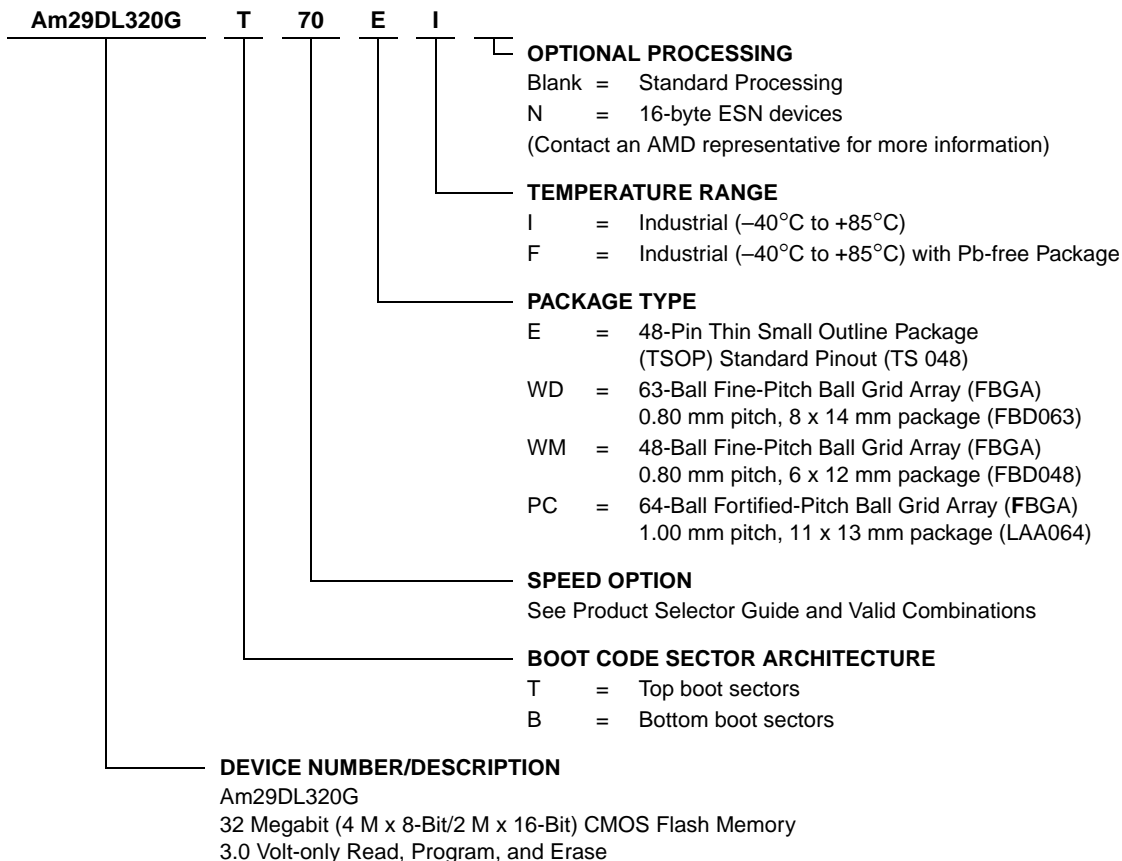 Am29DL320G T 70 E I
OPTIONAL PROCESSING
Blank = Standard Processing
N = 16-byte ESN devices
(Contact an AMD representative for more information)
TEMPERATURE RANGE
I = Industrial (–40°C to +85°C)
F = Industrial (–40°C to +85°C) with Pb-free Package
PACKAGE TYPE
E = 48-Pin Thin Small Outline Package
(TSOP) Standard Pinout (TS 048)
WD = 63-Ball Fine-Pitch Ball Grid Array (FBGA)
0.80 mm pitch, 8 x 14 mm package (FBD063)
WM = 48-Ball Fine-Pitch Ball Grid Array (FBGA)
0.80 mm pitch, 6 x 12 mm package (FBD048)
PC = 64-Ball Fortified-Pitch Ball Grid Array (FBGA)
1.00 mm pitch, 11 x 13 mm package (LAA064)
SPEED OPTION
See Product Selector Guide and Valid Combinations
BOOT CODE SECTOR ARCHITECTURE
T = Top boot sectors
B = Bottom boot sectors
DEVICE NUMBER/DESCRIPTION
Am29DL320G
32 Megabit (4 M x 8-Bit/2 M x 16-Bit) CMOS Flash Memory
3.0 Volt-only Read, Program, and Erase